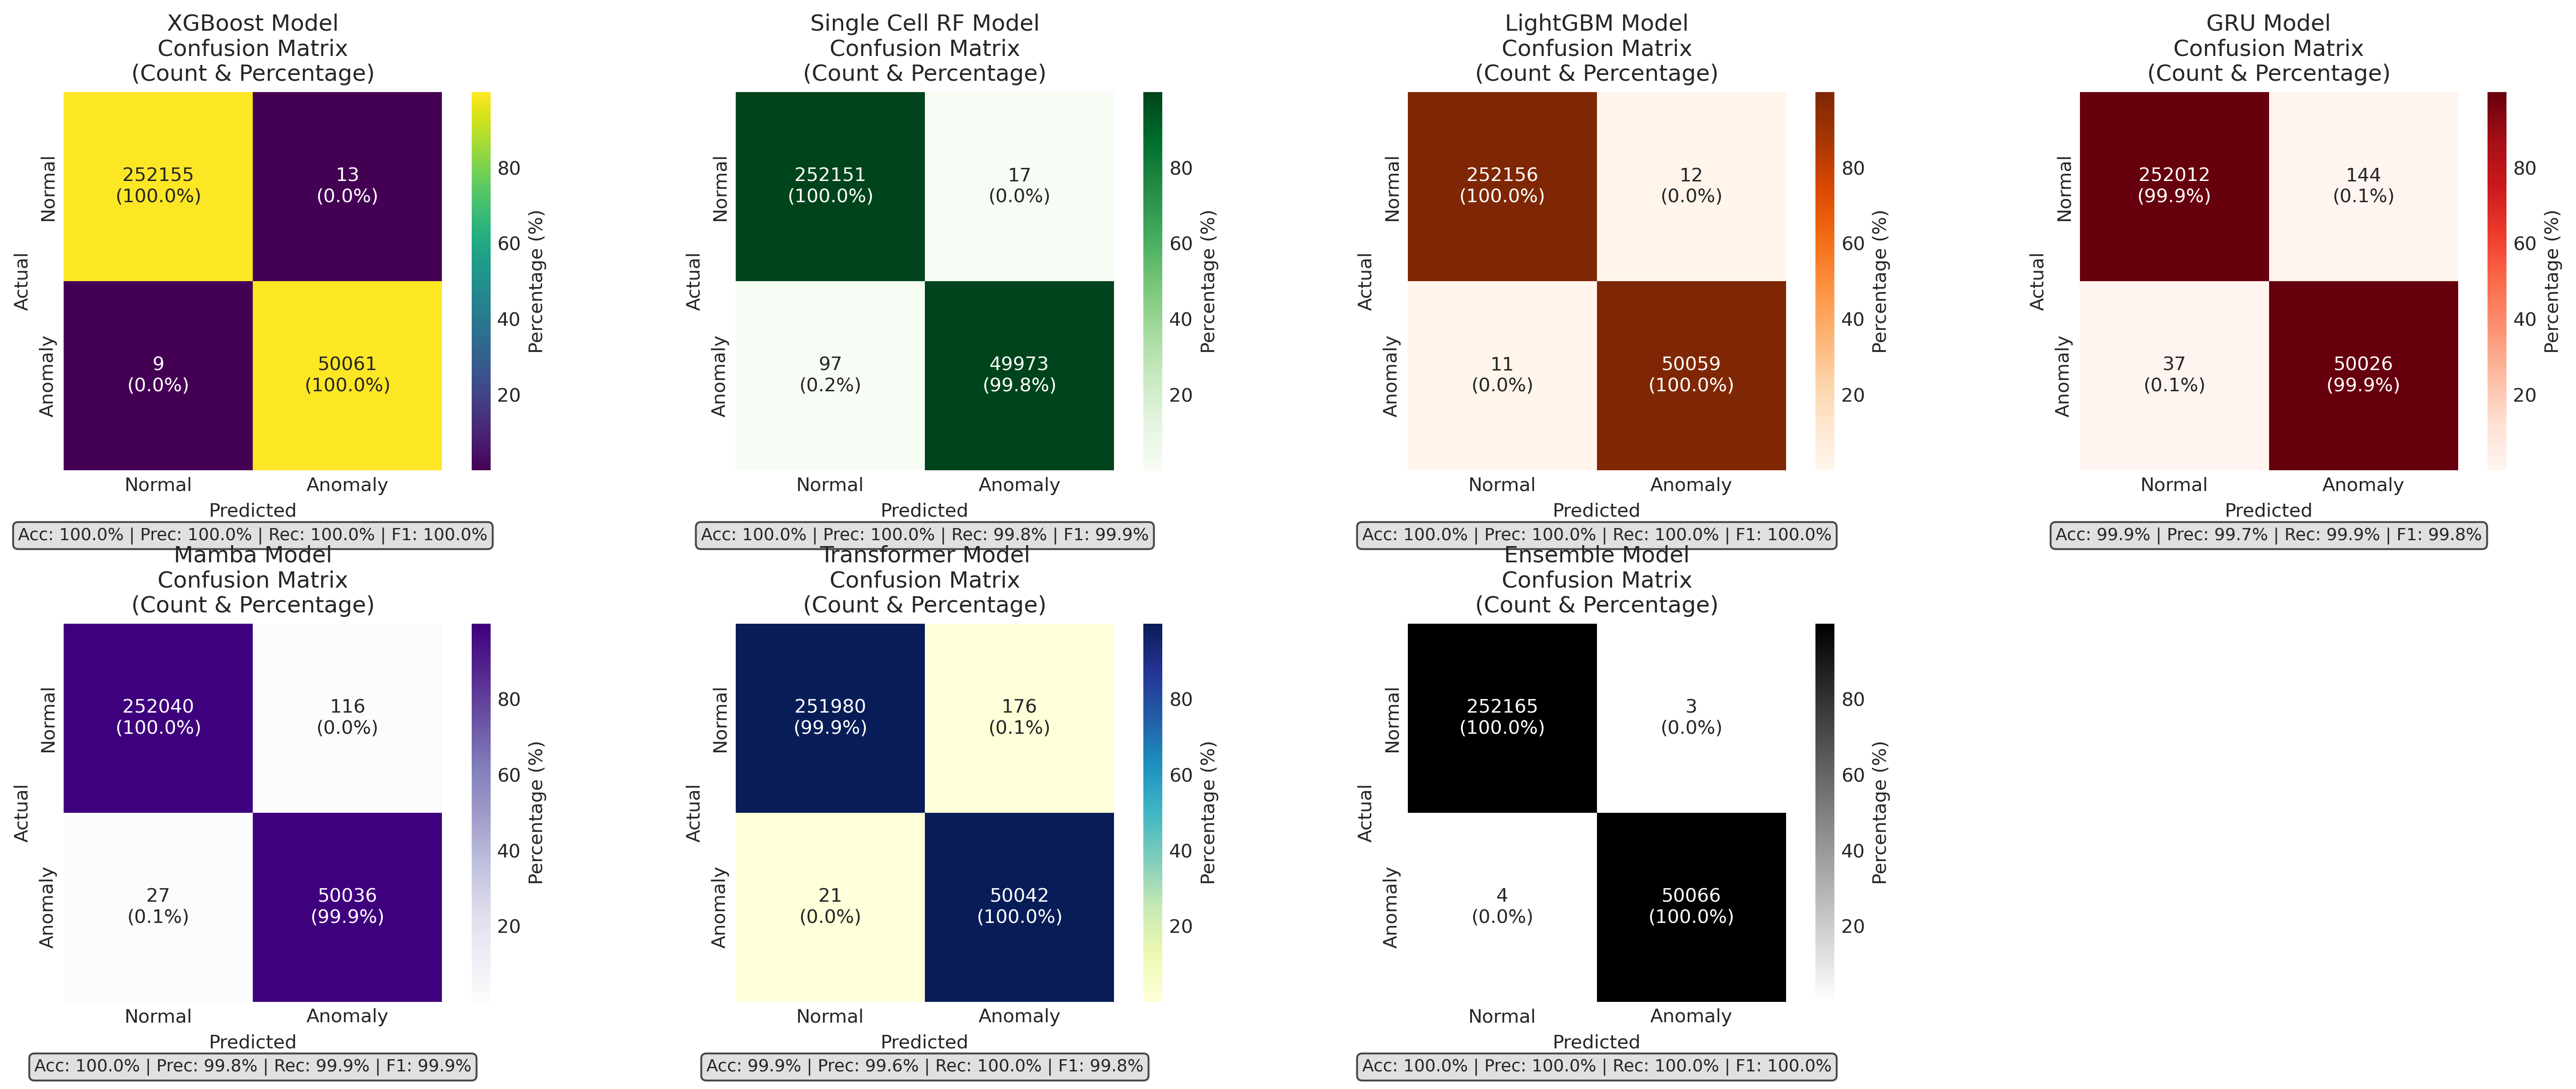 XGBoost Model
Confusion Matrix
(Count & Percentage)
Normal
Anomaly
Actual
252155
(100.0%)
13
(0.0%)
9
(0.0%)
50061
(100.0%)
Normal
Anomaly
Predicted
80
60
40
20
Percentage (%)
Acc: 100.0% | Prec: 100.0% | Rec: 100.0% | F1: 100.0%
Single Cell RF Model
Confusion Matrix
(Count & Percentage)
Normal
Anomaly
Actual
252151
(100.0%)
17
(0.0%)
97
(0.2%)
49973
(99.8%)
Normal
Anomaly
Predicted
80
60
40
20
Percentage (%)
Acc: 100.0% | Prec: 100.0% | Rec: 99.8% | F1: 99.9%
LightGBM Model
Confusion Matrix
(Count & Percentage)
Normal
Anomaly
Actual
252156
(100.0%)
12
(0.0%)
11
(0.0%)
50059
(100.0%)
Normal
Anomaly
Predicted
80
60
40
20
Percentage (%)
Acc: 100.0% | Prec: 100.0% | Rec: 100.0% | F1: 100.0%
GRU Model
Confusion Matrix
(Count & Percentage)
Normal
Anomaly
Actual
252012
(99.9%)
144
(0.1%)
37
(0.1%)
50026
(99.9%)
Normal
Anomaly
Predicted
80
60
40
20
Percentage (%)
Acc: 99.9% | Prec: 99.7% | Rec: 99.9% | F1: 99.8%
Mamba Model
Confusion Matrix
(Count & Percentage)
Normal
Anomaly
Actual
252040
(100.0%)
116
(0.0%)
27
(0.1%)
50036
(99.9%)
Normal
Anomaly
Predicted
80
60
40
20
Percentage (%)
Acc: 100.0% | Prec: 99.8% | Rec: 99.9% | F1: 99.9%
Transformer Model
Confusion Matrix
(Count & Percentage)
Normal
Anomaly
Actual
251980
(99.9%)
176
(0.1%)
21
(0.0%)
50042
(100.0%)
Normal
Anomaly
Predicted
80
60
40
20
Percentage (%)
Acc: 99.9% | Prec: 99.6% | Rec: 100.0% | F1: 99.8%
Ensemble Model
Confusion Matrix
(Count & Percentage)
Normal
Anomaly
Actual
252165
(100.0%)
3
(0.0%)
4
(0.0%)
50066
(100.0%)
Normal
Anomaly
Predicted
80
60
40
20
Percentage (%)
Acc: 100.0% | Prec: 100.0% | Rec: 100.0% | F1: 100.0%